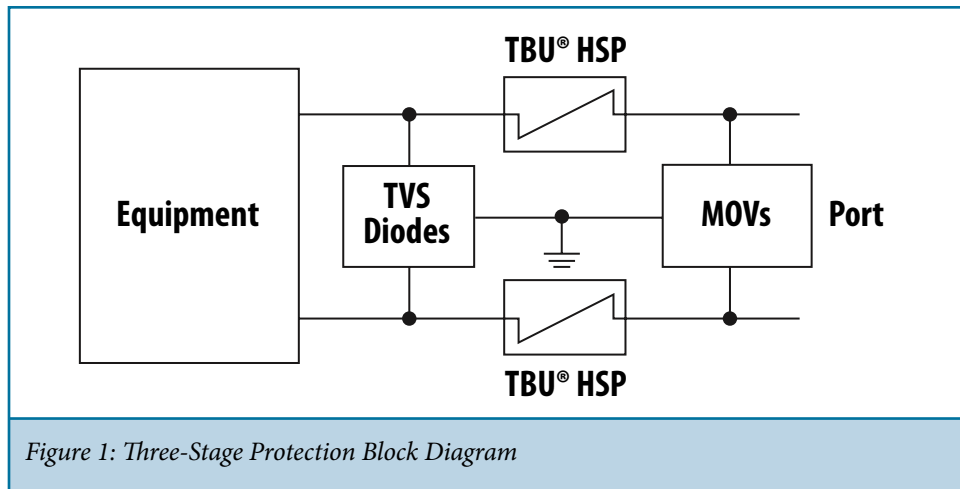 TBU® HSP
Equipment
TVS
Diodes
MOVs
Port
TBU® HSP
Figure 1: Three-Stage Protection Block Diagram